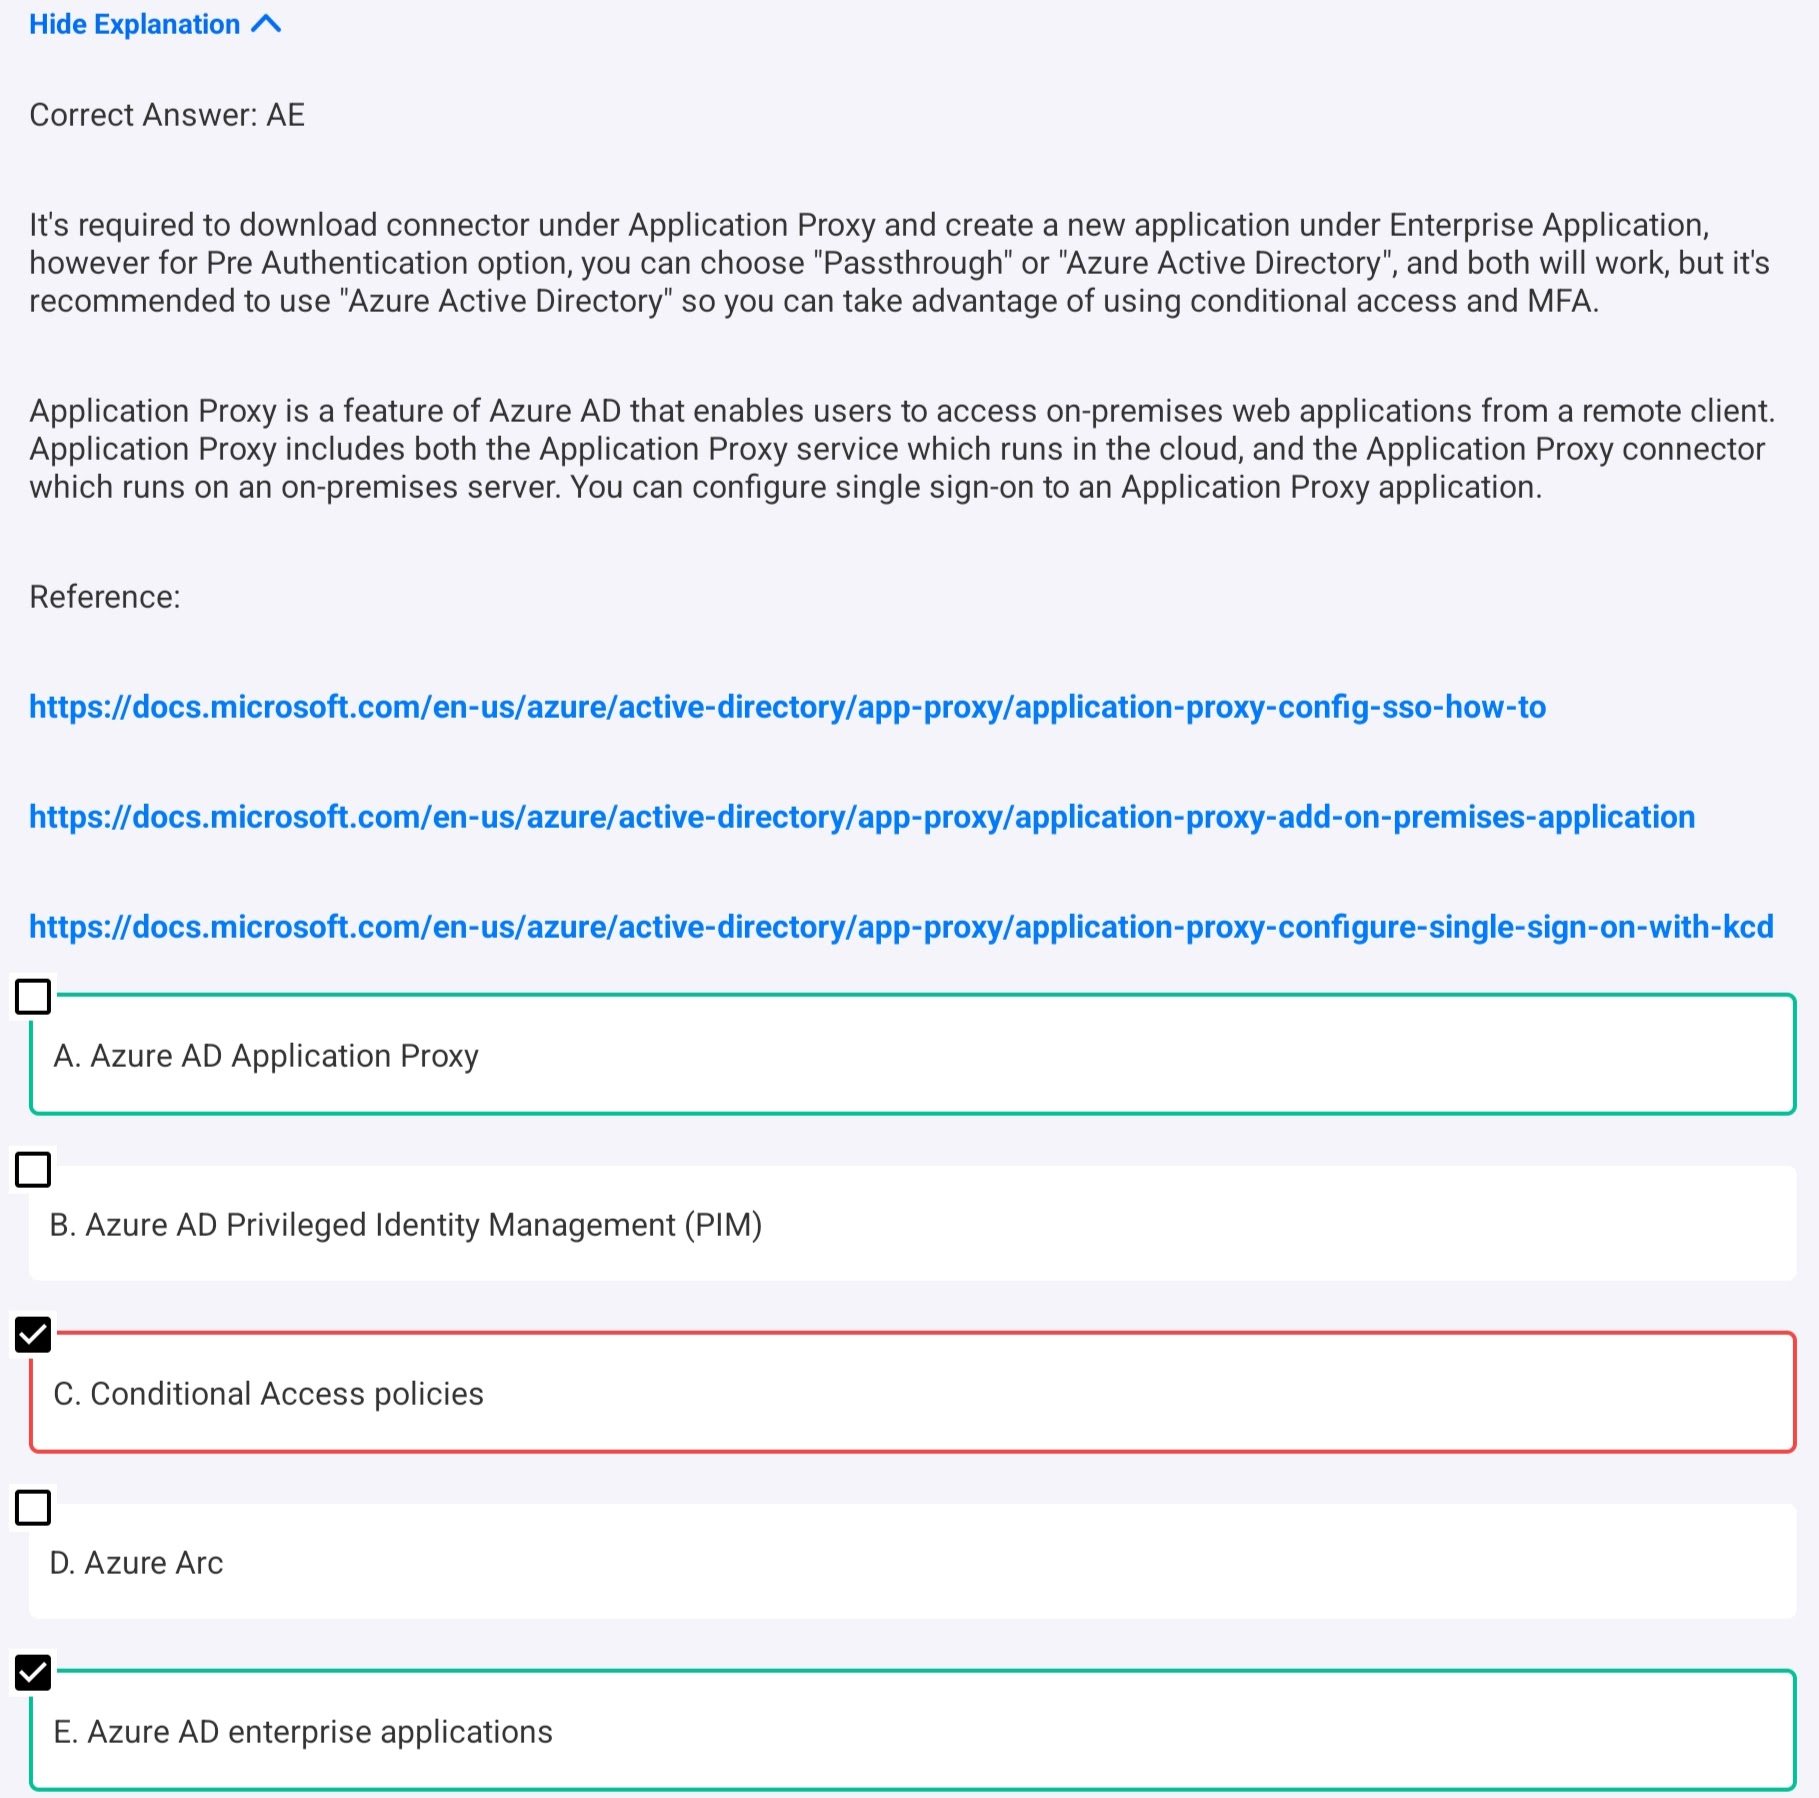 Hide Explanation
Correct Answer: AE
It's required to download connector under Application Proxy and create a new application under Enterprise Application,
however for Pre Authentication option, you can choose "Passthrough" or "Azure Active Directory", and both will work, but it's
recommended to use "Azure Active Directory" so you can take advantage of using conditional access and MFA.
Application Proxy is a feature of Azure AD that enables users to access on-premises web applications from a remote client.
Application Proxy includes both the Application Proxy service which runs in the cloud, and the Application Proxy connector
which runs on an on-premises server. You can configure single sign-on to an Application Proxy application.
Reference:
https://docs.microsoft.com/en-us/azure/active-directory/app-proxy/application-proxy-config-sso-how-to
https://docs.microsoft.com/en-us/azure/active-directory/app-proxy/application-proxy-add-on-premises-application
https://docs.microsoft.com/en-us/azure/active-directory/app-proxy/application-proxy-configure-single-sign-on-with-kcd
A. Azure AD Application Proxy
B. Azure AD Privileged Identity Management (PIM)
C. Conditional Access policies
D. Azure Arc
E. Azure AD enterprise applications